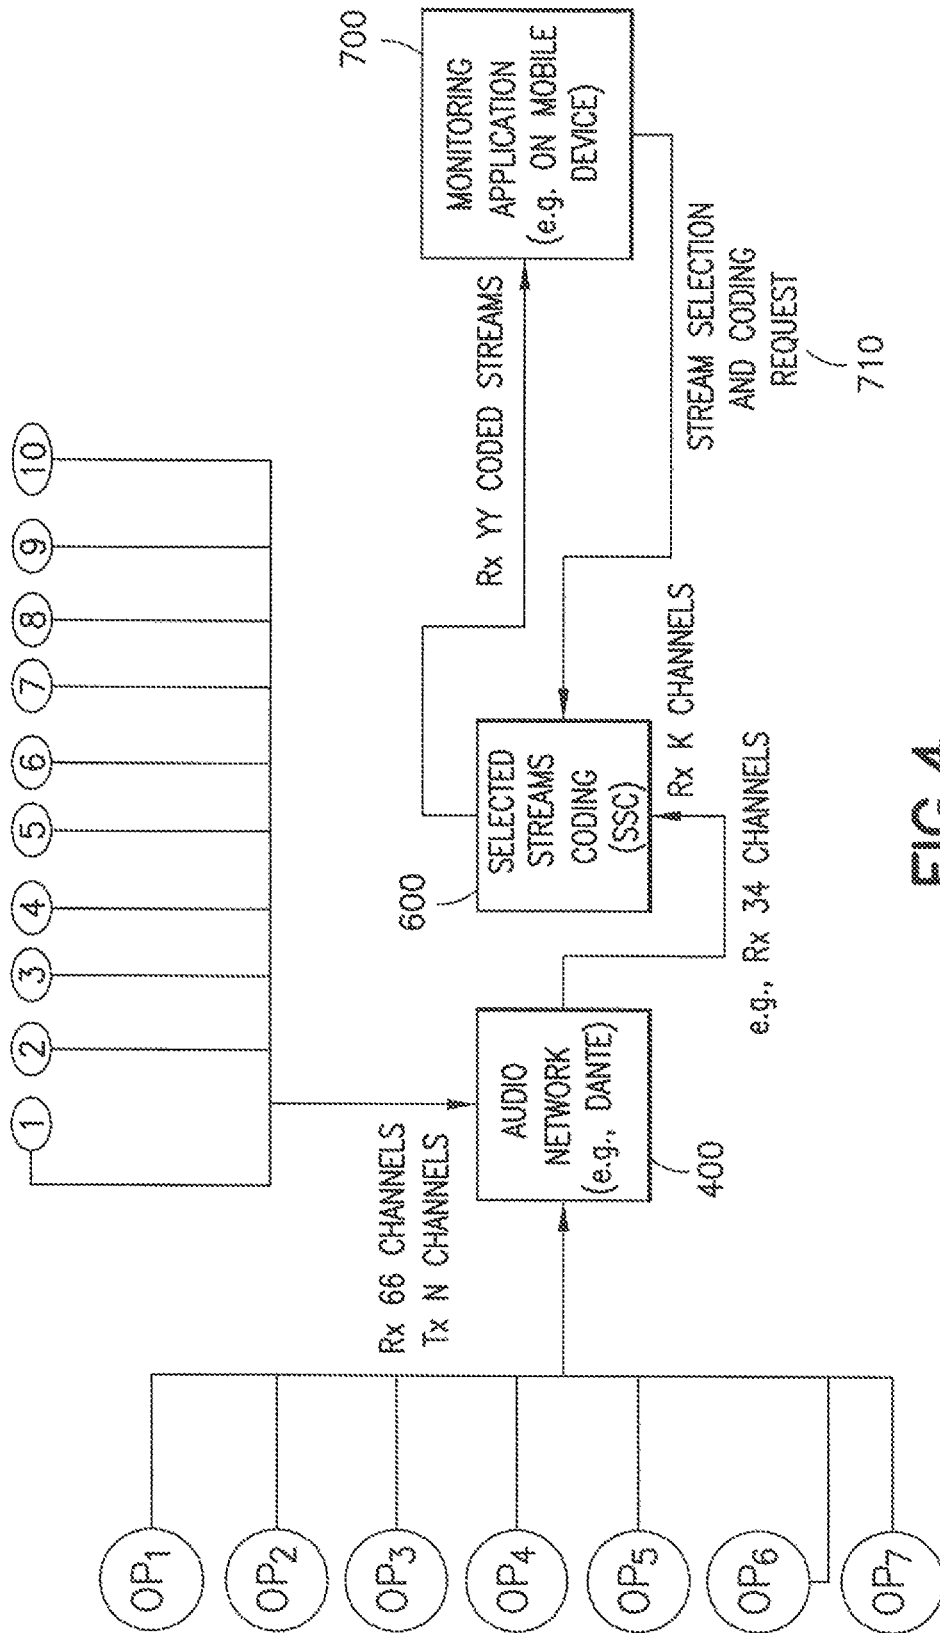 1
2
3
4
5
6
7
8
9
10
OP1
OP2
OP3
OP4
OP5
OP6
OP7
Rx 66 CHANNELS
Tx N CHANNELS
AUDIO
NETWORK
(e.g., DANTE)
400
e.g., Rx 34 CHANNELS
Rx K CHANNELS
600
SELECTED
STREAMS
CODING
(SSC)
Rx YY CODED STREAMS
700
MONITORING
APPLICATION
(e.g. ON MOBILE
DEVICE)
STREAM SELECTION
AND CODING
REQUEST
710
FIG.4